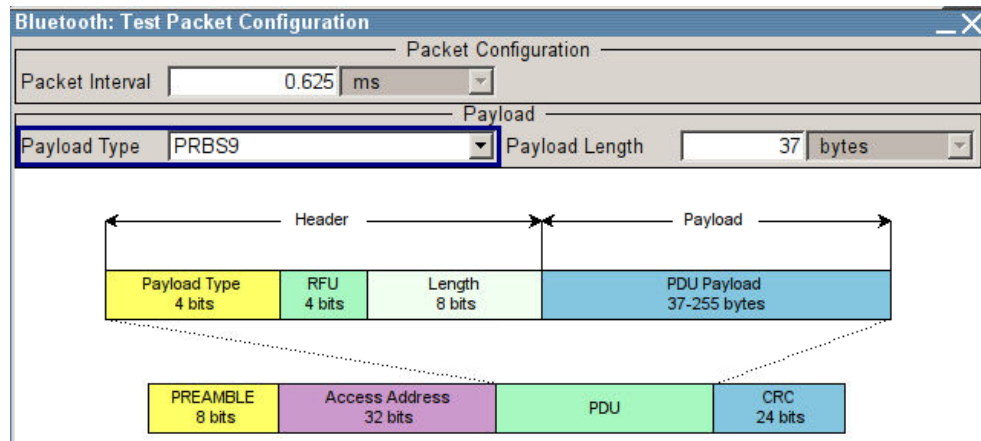 Bluetooth: Test Packet Configuration
Packet Configuration
Packet Interval 0.625 ms
Payload
Payload Type PRBS9 Payload Length 37 bytes
Header Payload
Payload Type RFU Length PDU Payload
4 bits 4 bits 8 bits 37-255 bytes
PREAMBLE Access Address PDU CRC
8 bits 32 bits 24 bits